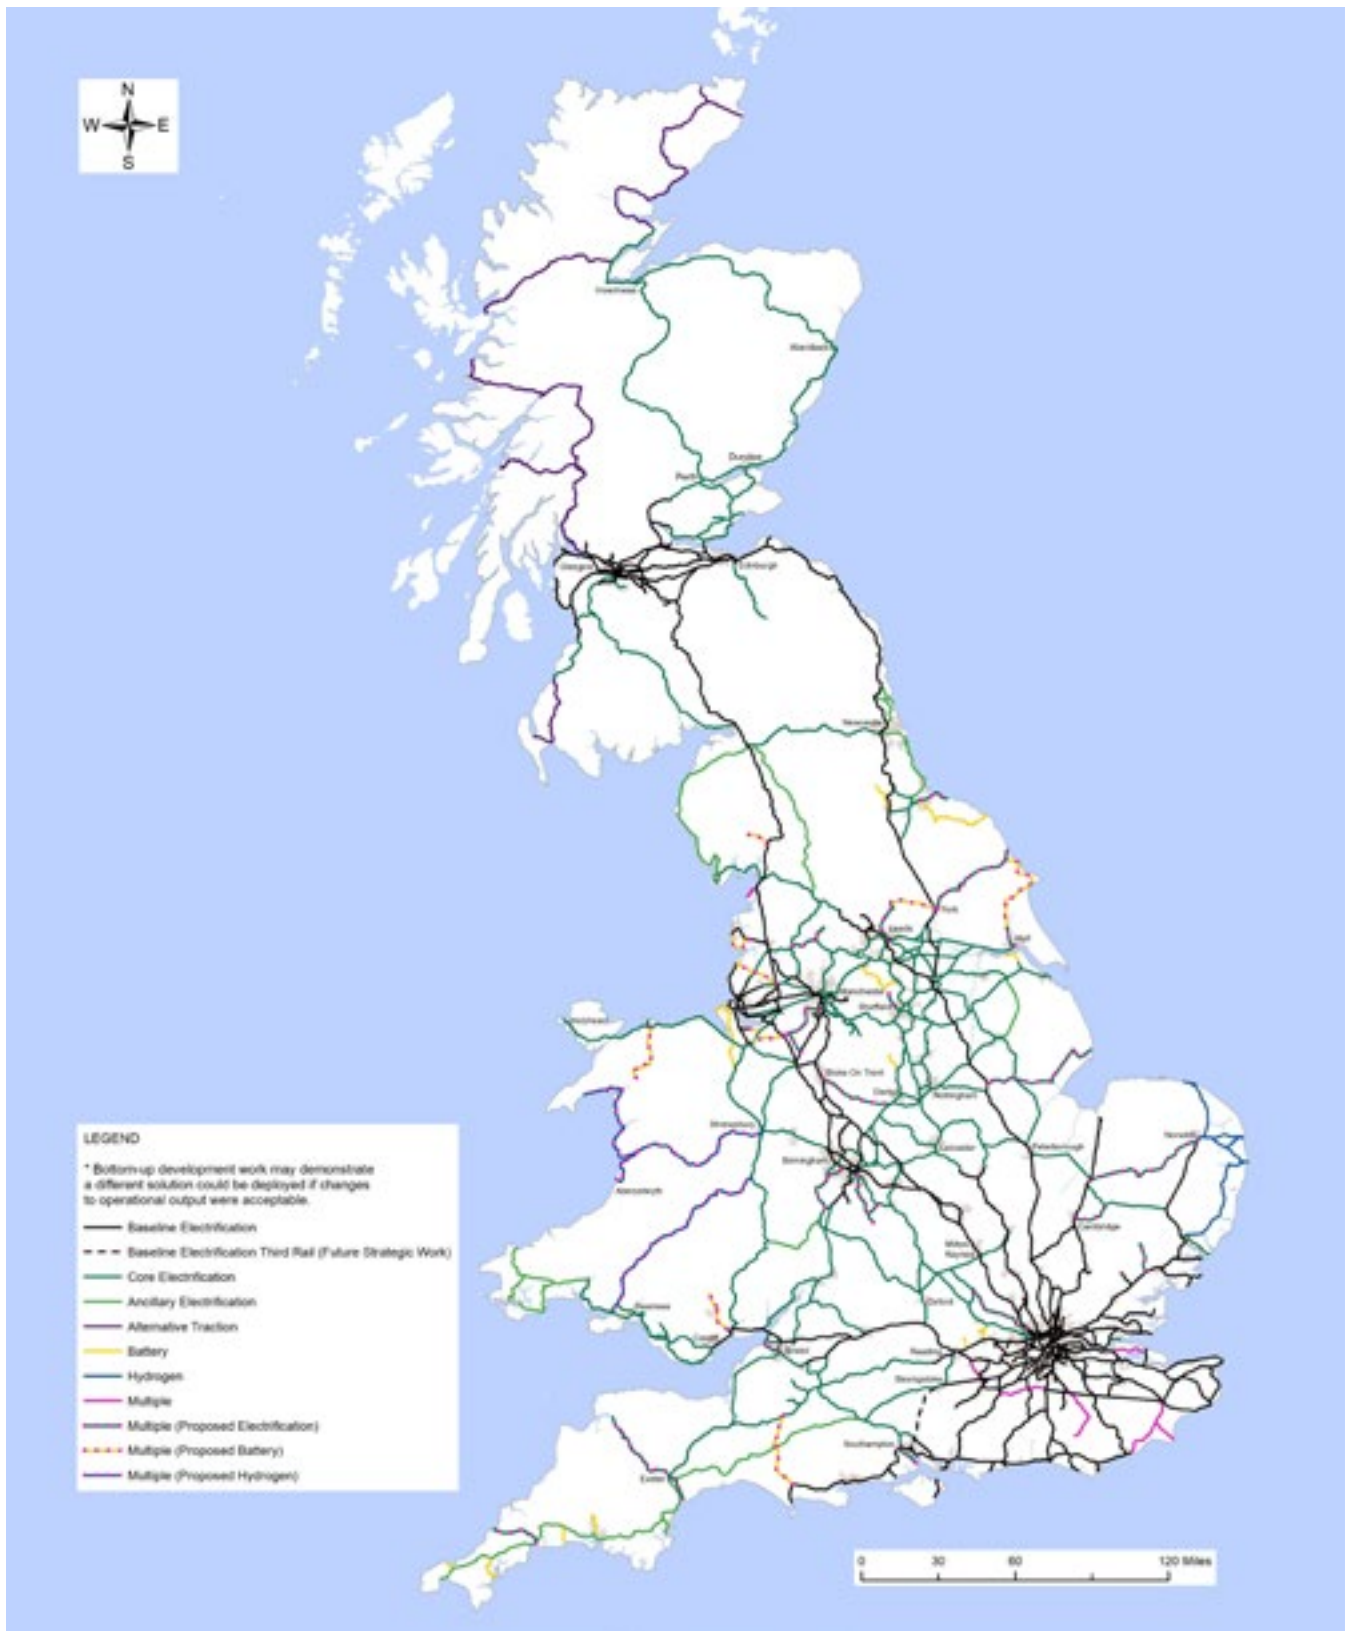 N
W E
S
Inverness
Aberdeen
Dundee
Perth
Glasgow
Edinburgh
Newcastle
York
Leeds
Hull
Manchester
Sheffield
Holyhead
Stoke On Trent
Derby
Nottingham
Shrewsbury
Norwich
Leicester
Peterborough
Birmingham
Aberystwyth
Cambridge
Milton
Keynes
Oxford
Swansea
Cardiff
Bristol
Reading
Basingstoke
Southampton
Exeter
LEGEND
* Bottom-up development work may demonstrate
a different solution could be deployed if changes
to operational output were acceptable.
Baseline Electrification
Baseline Electrification Third Rail (Future Strategic Work)
Core Electrification
Ancillary Electrification
Alternative Traction
Battery
Hydrogen
Multiple
Multiple (Proposed Electrification)
Multiple (Proposed Battery)
Multiple (Proposed Hydrogen)
0 30 60 120 Miles